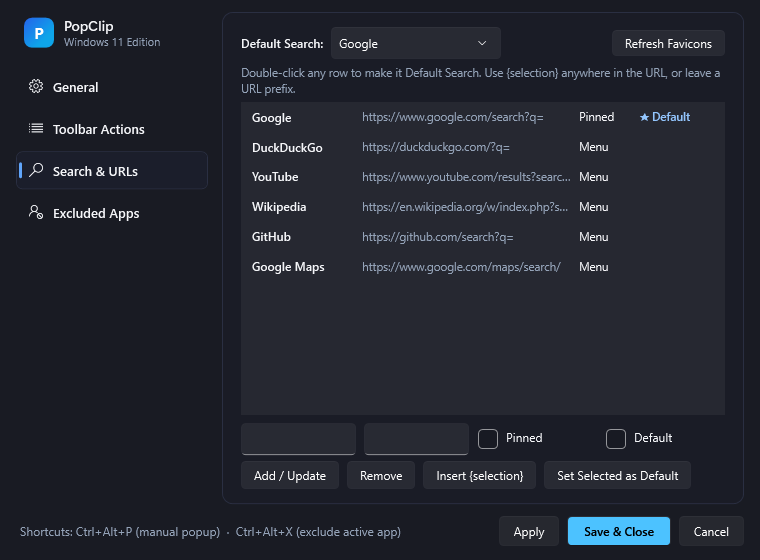 P
PopClip
Windows 11 Edition
General
Toolbar Actions
Search & URLs
Excluded Apps
Default Search: Google Refresh Favicons
Double-click any row to make it Default Search. Use {selection} anywhere in the URL, or leave a
URL prefix.
Google https://www.google.com/search?q= Pinned ★ Default
DuckDuckGo https://duckduckgo.com/?q= Menu
YouTube https://www.youtube.com/results?searc... Menu
Wikipedia https://en.wikipedia.org/w/index.php?s... Menu
GitHub https://github.com/search?q= Menu
Google Maps https://www.google.com/maps/search/ Menu
Pinned Default
Add / Update Remove Insert {selection} Set Selected as Default
Shortcuts: Ctrl+Alt+P (manual popup) · Ctrl+Alt+X (exclude active app) Apply Save & Close Cancel